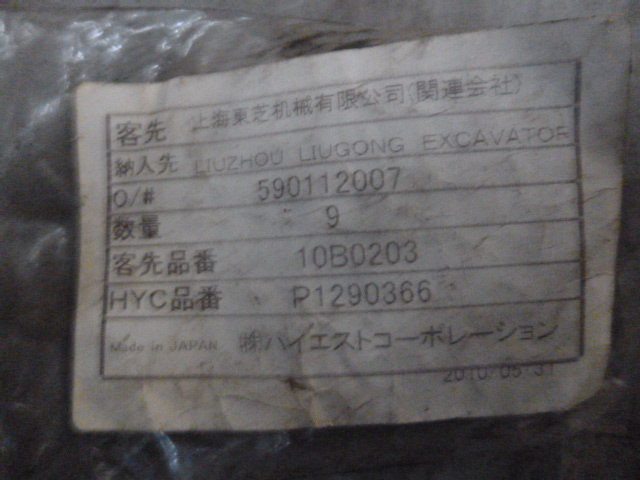 客先 上海東芝机械有限公司(関連会社)
納入先 LIUZHOU LIUGONG EXCAVATOR
O/# 590112007
数量 9
客先品番 10B0203
HYC品番 P1290366
Made in JAPAN ㈱ハイエストコーポレーション
2010/05/31